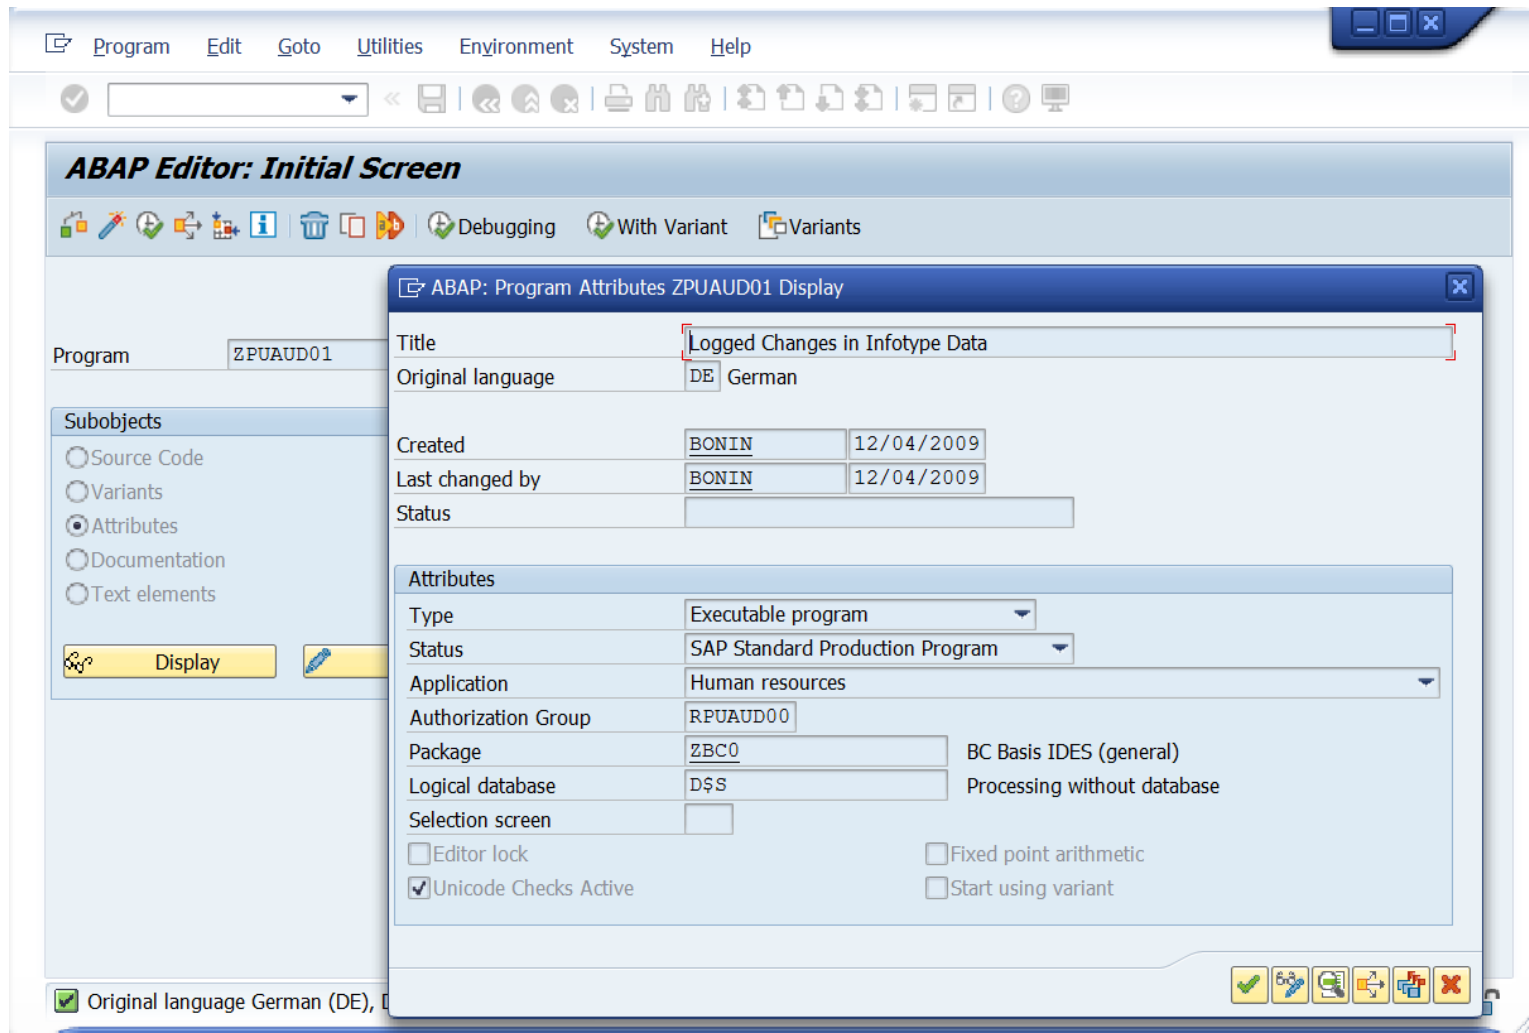 Program Edit Goto Utilities Environment System Help
ABAP Editor: Initial Screen
Debugging With Variant Variants
ABAP: Program Attributes ZPUAUD01 Display
Program ZPUAUD01
Subobjects
Source Code
Variants
Attributes
Documentation
Text elements
Display
Title Logged Changes in Infotype Data
Original language DE German
Created BONIN 12/04/2009
Last changed by BONIN 12/04/2009
Status
Attributes
Type Executable program
Status SAP Standard Production Program
Application Human resources
Authorization Group RPUAUD00
Package ZBC0 BC Basis IDES (general)
Logical database D$S Processing without database
Selection screen
Editor lock Fixed point arithmetic
Unicode Checks Active Start using variant
Original language German (DE),